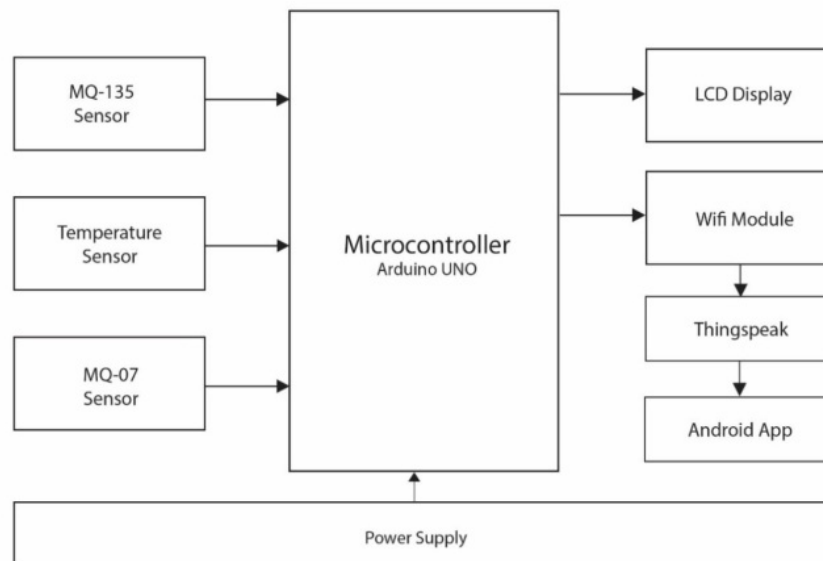 MQ-135
Sensor
Temperature
Sensor
MQ-07
Sensor
Microcontroller
Arduino UNO
LCD Display
Wifi Module
Thingspeak
Android App
Power Supply